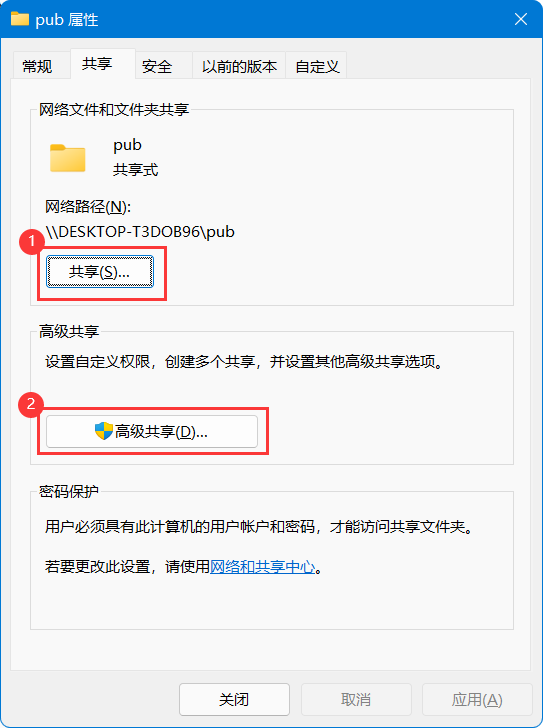 pub 属性
常规 共享 安全 以前的版本 自定义
网络文件和文件夹共享
pub
共享式
网络路径(N):
\\DESKTOP-T3DOB96\pub
1
共享(S)...
高级共享
设置自定义权限，创建多个共享，并设置其他高级共享选项。
2
高级共享(D)...
密码保护
用户必须具有此计算机的用户帐户和密码，才能访问共享文件夹。
若要更改此设置，请使用网络和共享中心。
关闭 取消 应用(A)